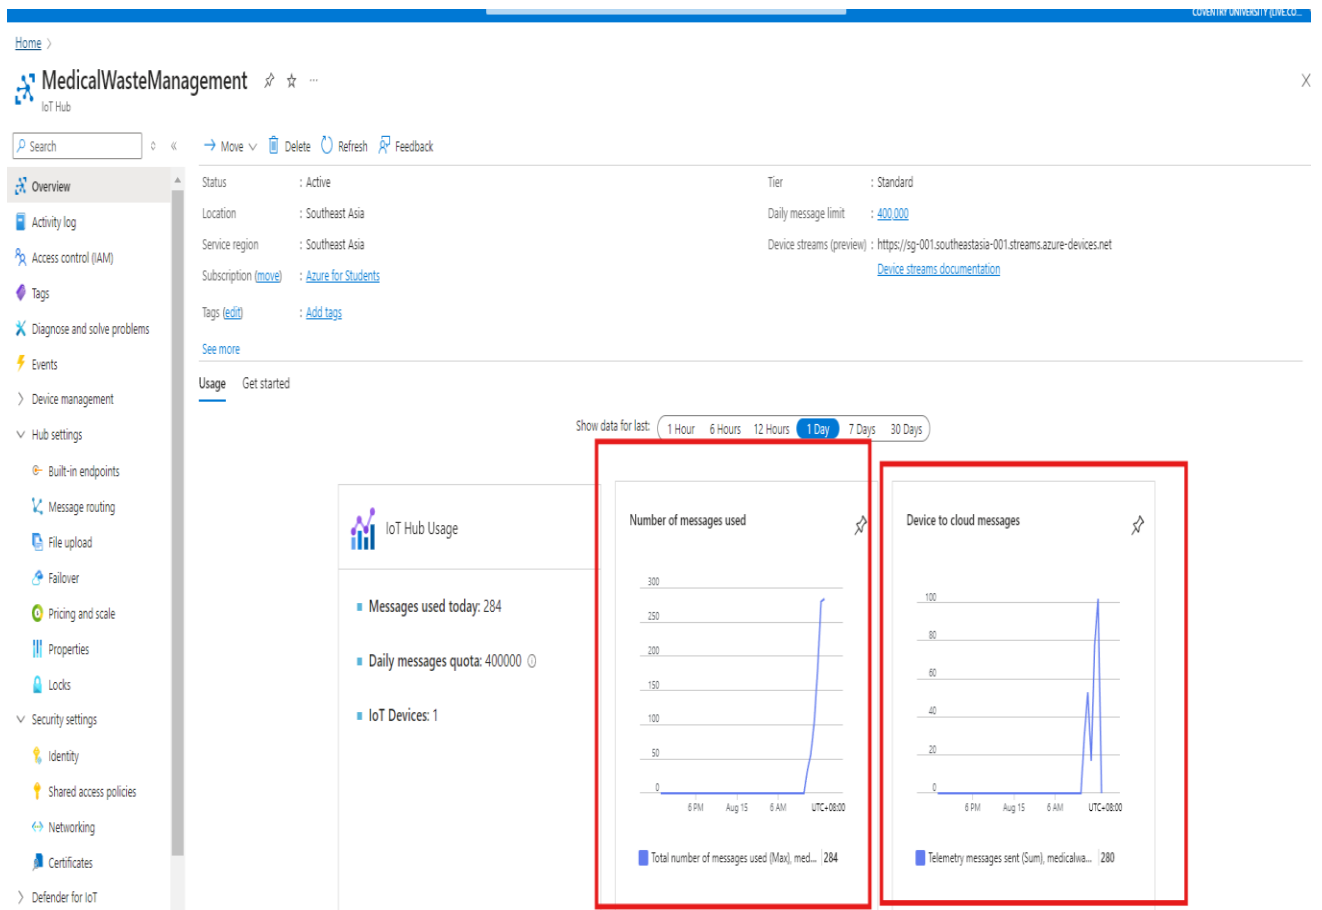 COVENTRY UNIVERSITY (LIVE.CO...
Home >
MedicalWasteManagement ...
IoT Hub
X
Search
«
Move Delete Refresh Feedback
Overview
Activity log
Access control (IAM)
Tags
Diagnose and solve problems
Events
Device management
Hub settings
Built-in endpoints
Message routing
File upload
Failover
Pricing and scale
Properties
Locks
Security settings
Identity
Shared access policies
Networking
Certificates
Defender for IoT
Status : Active
Location : Southeast Asia
Service region : Southeast Asia
Subscription (move) : Azure for Students
Tags (edit) : Add tags
See more
Tier : Standard
Daily message limit : 400,000
Device streams (preview) : https://sg-001.southeastasia-001.streams.azure-devices.net
Device streams documentation
Usage Get started
Show data for last: 1 Hour 6 Hours 12 Hours 1 Day 7 Days 30 Days
IoT Hub Usage
Messages used today: 284
Daily messages quota: 400000
IoT Devices: 1
Number of messages used
300
250
200
150
100
50
0
6 PM Aug 15 6 AM UTC+08:00
Total number of messages used (Max), med... 284
Device to cloud messages
100
80
60
40
20
0
6 PM Aug 15 6 AM UTC+08:00
Telemetry messages sent (Sum), medicalwa... 280